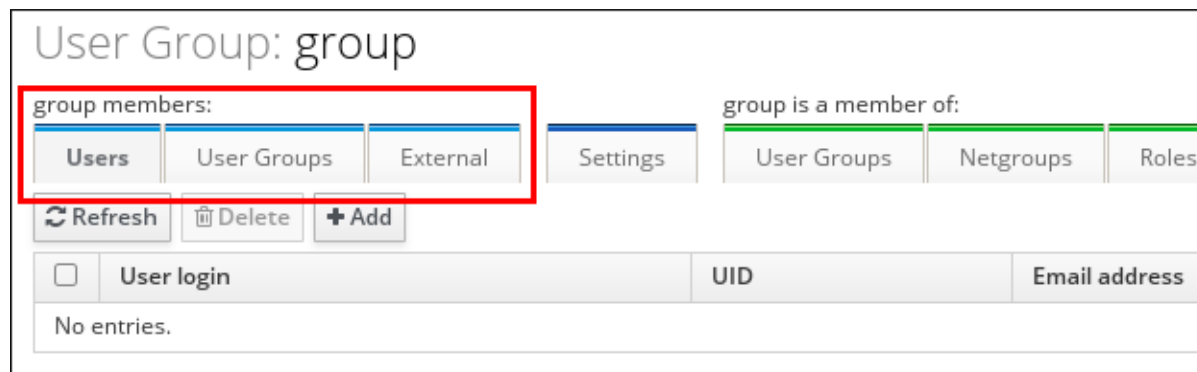 User Group: group
group members: group is a member of:
Users User Groups External Settings User Groups Netgroups Roles
Refresh Delete Add
User login UID Email address
No entries.